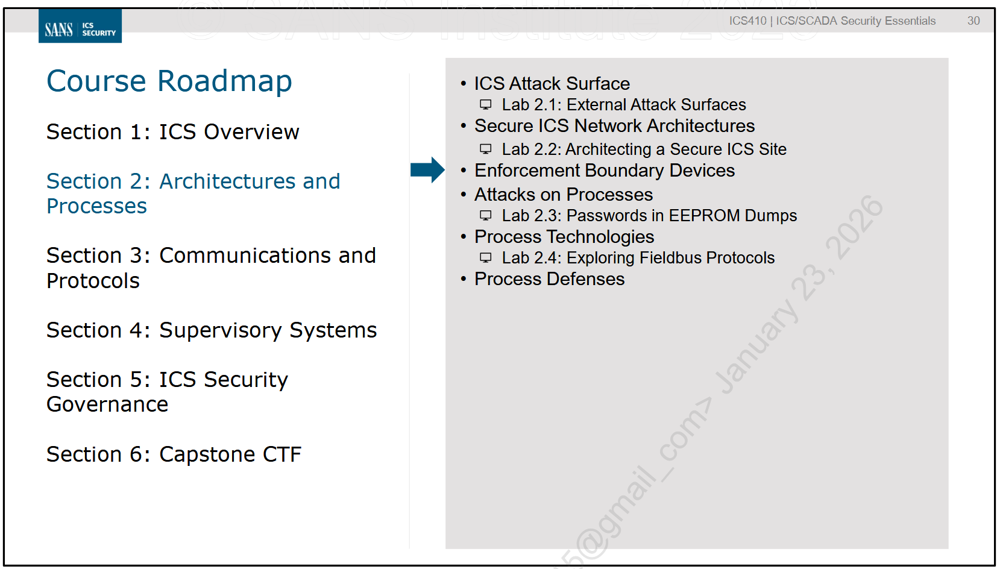 © SANS Institute 2023
SANS
ICS
SECURITY
ICS410 | ICS/SCADA Security Essentials 30
Course Roadmap
Section 1: ICS Overview
Section 2: Architectures and
Processes
Section 3: Communications and
Protocols
Section 4: Supervisory Systems
Section 5: ICS Security
Governance
Section 6: Capstone CTF
• ICS Attack Surface
Lab 2.1: External Attack Surfaces
• Secure ICS Network Architectures
Lab 2.2: Architecting a Secure ICS Site
• Enforcement Boundary Devices
• Attacks on Processes
Lab 2.3: Passwords in EEPROM Dumps
• Process Technologies
Lab 2.4: Exploring Fieldbus Protocols
• Process Defenses
5@gmail_com> January 23, 2026